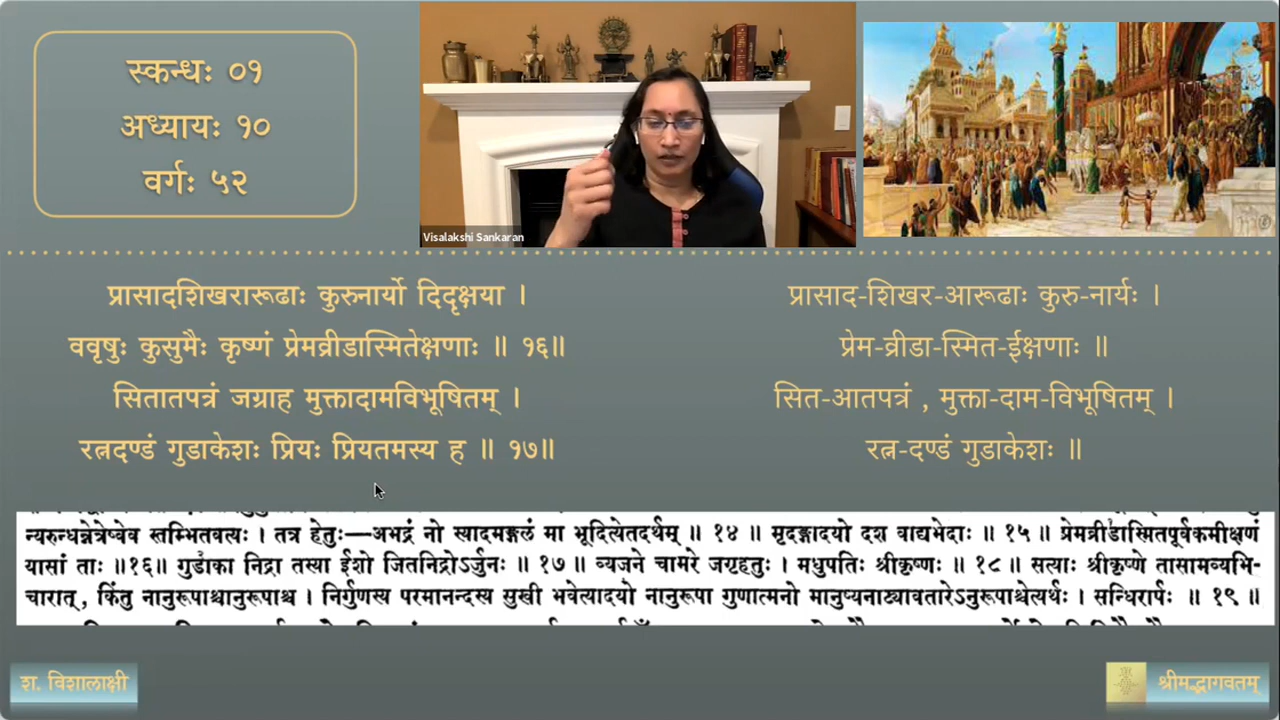 स्कन्धः ०१
अध्यायः १०
वर्गः ५२
Visalakshi Sankaran
प्रासादशिखरारूढाः कुरुनार्यो दिदृक्षया ।
ववृषुः कुसुमैः कृष्णं प्रेमव्रीडास्मितेक्षणाः ॥ १६॥
सितातपत्रं जग्राह मुक्तादामविभूषितम् ।
रत्नदण्डं गुडाकेशः प्रियः प्रियतमस्य ह ॥ १७॥
प्रासाद-शिखर-आरूढाः कुरु-नार्यः ।
प्रेम-व्रीडा-स्मित-ईक्षणाः ॥
सित-आतपत्रं , मुक्ता-दाम-विभूषितम् ।
रत्न-दण्डं गुडाकेशः ॥
न्यरुन्धन्नेत्रेष्वेव स्तम्भितवत्यः । तत्र हेतुः—अभद्रं नो स्यादमङ्गलं मा भूदित्येतदर्थम् ॥ १४ ॥ मृदङ्गादयो दश वाद्यभेदाः ॥ १५ ॥ प्रेमव्रीडास्मितपूर्वकमीक्षणं
यासां ताः ॥१६॥ गुडाका निद्रा तस्या ईशो जितनिद्रोऽर्जुनः ॥ १७ ॥ व्यजने चामरे जगृहतुः । मधुपतिः श्रीकृष्णः ॥ १८ ॥ सत्याः श्रीकृष्णे तासामव्यभि-
चारात्, किंतु नानुरूपाश्चानुरूपाश्च । निर्गुणस्य परमानन्दस्य सुखी भवेत्यादयो नानुरूपा गुणात्मनो मानुष्यनाट्यावतारेऽनुरूपाश्चेत्यर्थः । सन्धिरार्षः ॥ १९ ॥
श. विशालाक्षी
श्रीमद्भागवतम्